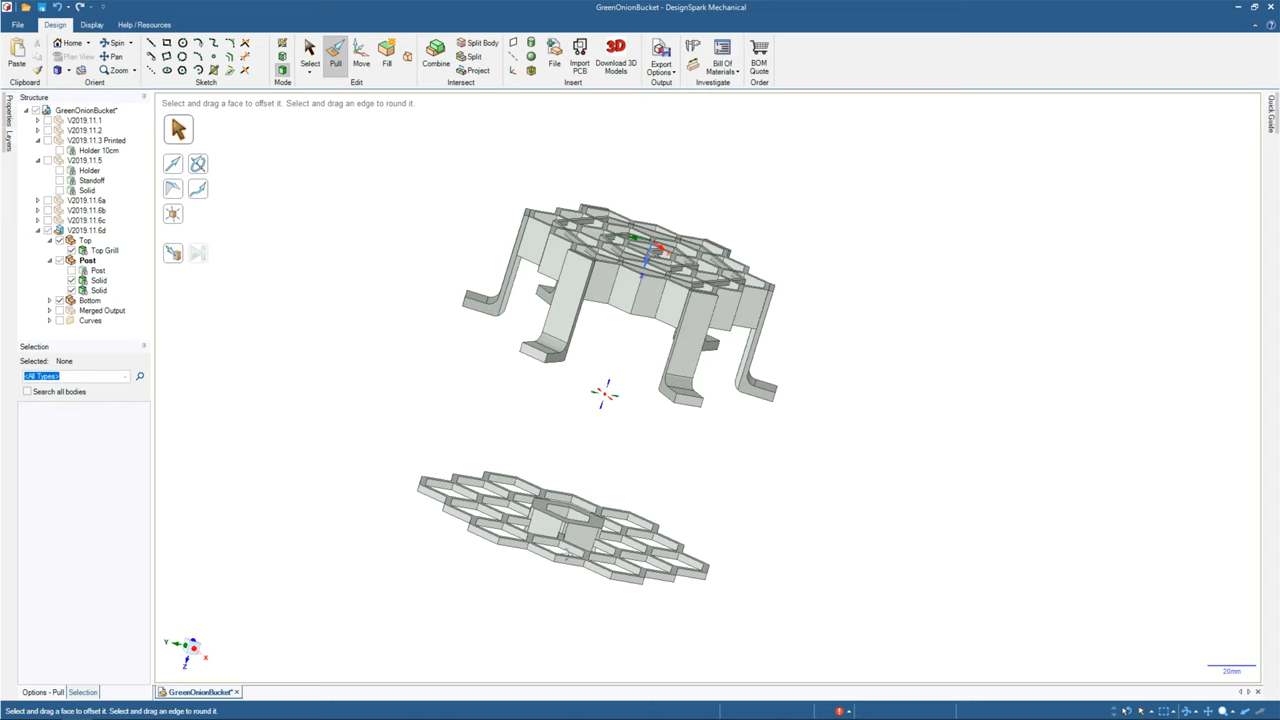 GreenOnionBucket - DesignSpark Mechanical
File Design Display Help / Resources
Home Spin
Plan View Pan
Zoom
Paste
Select Pull Move Fill
Combine
Split Body
Split
Project
File Import PCB Download 3D Models
Export Options
Bill Of Materials
BOM Quote
Clipboard Orient Sketch Mode Edit Intersect Insert Output Investigate Order
Structure
Properties
Layers
Quick Guide
Select and drag a face to offset it. Select and drag an edge to round it.
GreenOnionBucket*
V2019.11.1
V2019.11.2
V2019.11.3 Printed
Holder 10cm
V2019.11.5
Holder
Standoff
Solid
V2019.11.6a
V2019.11.6b
V2019.11.6c
V2019.11.6d
Top
Top Grill
Post
Post
Solid
Solid
Bottom
Merged Output
Curves
Selection
Selected: None
<All Types>
Search all bodies
Y
Z
X
20mm
Options - Pull Selection
GreenOnionBucket*
Select and drag a face to offset it. Select and drag an edge to round it.